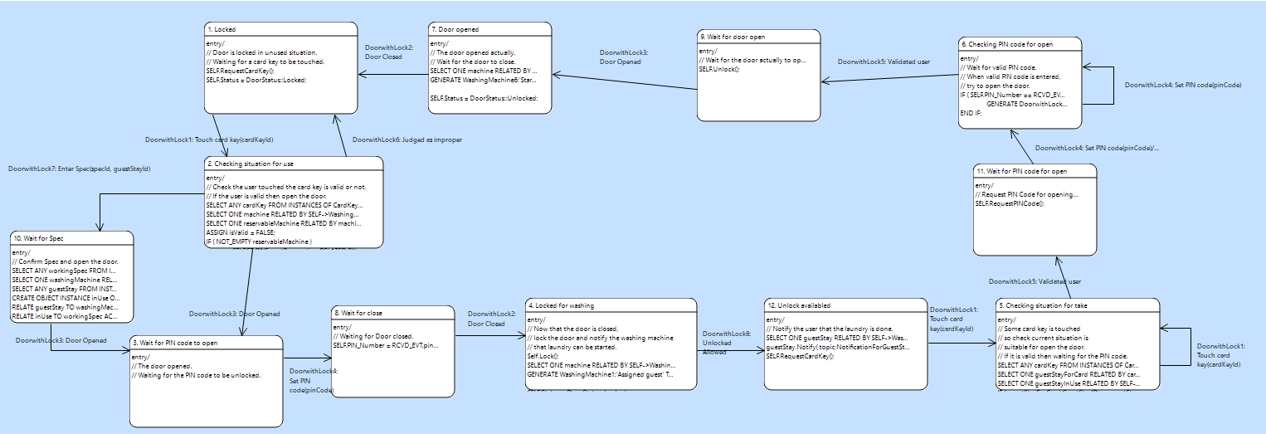 1. Locked
entry/
// Door is locked in unused situation.
// Waiting for a card key to be touched.
SELF.RequestCardKey();
SELF.Status = DoorStatus::Locked;
DoorwithLock2:
Door Closed
7. Door opened
entry/
// The door opened actually.
// Wait for the door to close.
SELECT ONE machine RELATED BY ...
GENERATE WashingMachine6:'Star...
SELF.Status = DoorStatus::Unlocked;
DoorwithLock3:
Door Opened
9. Wait for door open
entry/
// Wait for the door actually to op...
SELF.Unlock();
DoorwithLock5: Validated user
6. Checking PIN code for open
entry/
// Wait for valid PIN code.
// When valid PIN code is entered,
// try to open the door.
IF ( SELF.PIN_Number == RCVD_EV...
GENERATE DoorwithLock...
END IF;
DoorwithLock4: Set PIN code(pinCode)
DoorwithLock1: Touch card key(cardKeyId)
DoorwithLock6: Judged as improper
DoorwithLock4: Set PIN code(pinCode)/...
DoorwithLock7: Enter Spec(specId, guestStayId)
2. Checking situation for use
entry/
// Check the user touched the card key is valid or not.
// If the user is valid then open the door.
SELECT ANY cardKey FROM INSTANCES OF CardKey...
SELECT ONE machine RELATED BY SELF->Washing...
SELECT ONE reservableMachine RELATED BY machi...
ASSIGN isValid = FALSE;
IF ( NOT_EMPTY reservableMachine )
11. Wait for PIN code for open
entry/
// Request PIN Code for opening...
SELF.RequestPINCode();
10. Wait for Spec
entry/
// Confirm Spec and open the door.
SELECT ANY workingSpec FROM I...
SELECT ONE washingMachine REL...
SELECT ANY guestStay FROM INST...
CREATE OBJECT INSTANCE inUse O...
RELATE guestStay TO washingMac...
RELATE inUse TO workingSpec AC...
DoorwithLock5: Validated user
DoorwithLock3: Door Opened
DoorwithLock3: Door Opened
3. Wait for PIN code to open
entry/
// The door opened.
// Waiting for the PIN code to be unlocked.
DoorwithLock4:
Set PIN
code(pinCode)
8. Wait for close
entry/
// Waiting for Door closed.
SELF.PIN_Number = RCVD_EVT.pin...
DoorwithLock2:
Door Closed
4. Locked for washing
entry/
// Now that the door is closed,
// lock the door and notify the washing machine
// that laundry can be started.
Self.Lock();
SELECT ONE machine RELATED BY SELF->Washin...
GENERATE WashingMachine1:'Assigned guest' T...
DoorwithLock8:
Unlocked
Allowed
12. Unlock availabled
entry/
// Notify the user that the laundry is done.
SELECT ONE guestStay RELATED BY SELF->Was...
guestStay.Notify( topic:NotificationForGuestSt...
SELF.RequestCardKey();
DoorwithLock1:
Touch card
key(cardKeyId)
5. Checking situation for take
entry/
// Some card key is touched
// so check current situation is
// suitable for open the door.
// If it is valid then waiting for the PIN code.
SELECT ANY cardKey FROM INSTANCES OF Car...
SELECT ONE guestStayForCard RELATED BY car...
SELECT ONE guestStayInUse RELATED BY SELF-...
DoorwithLock1:
Touch card
key(cardKeyId)